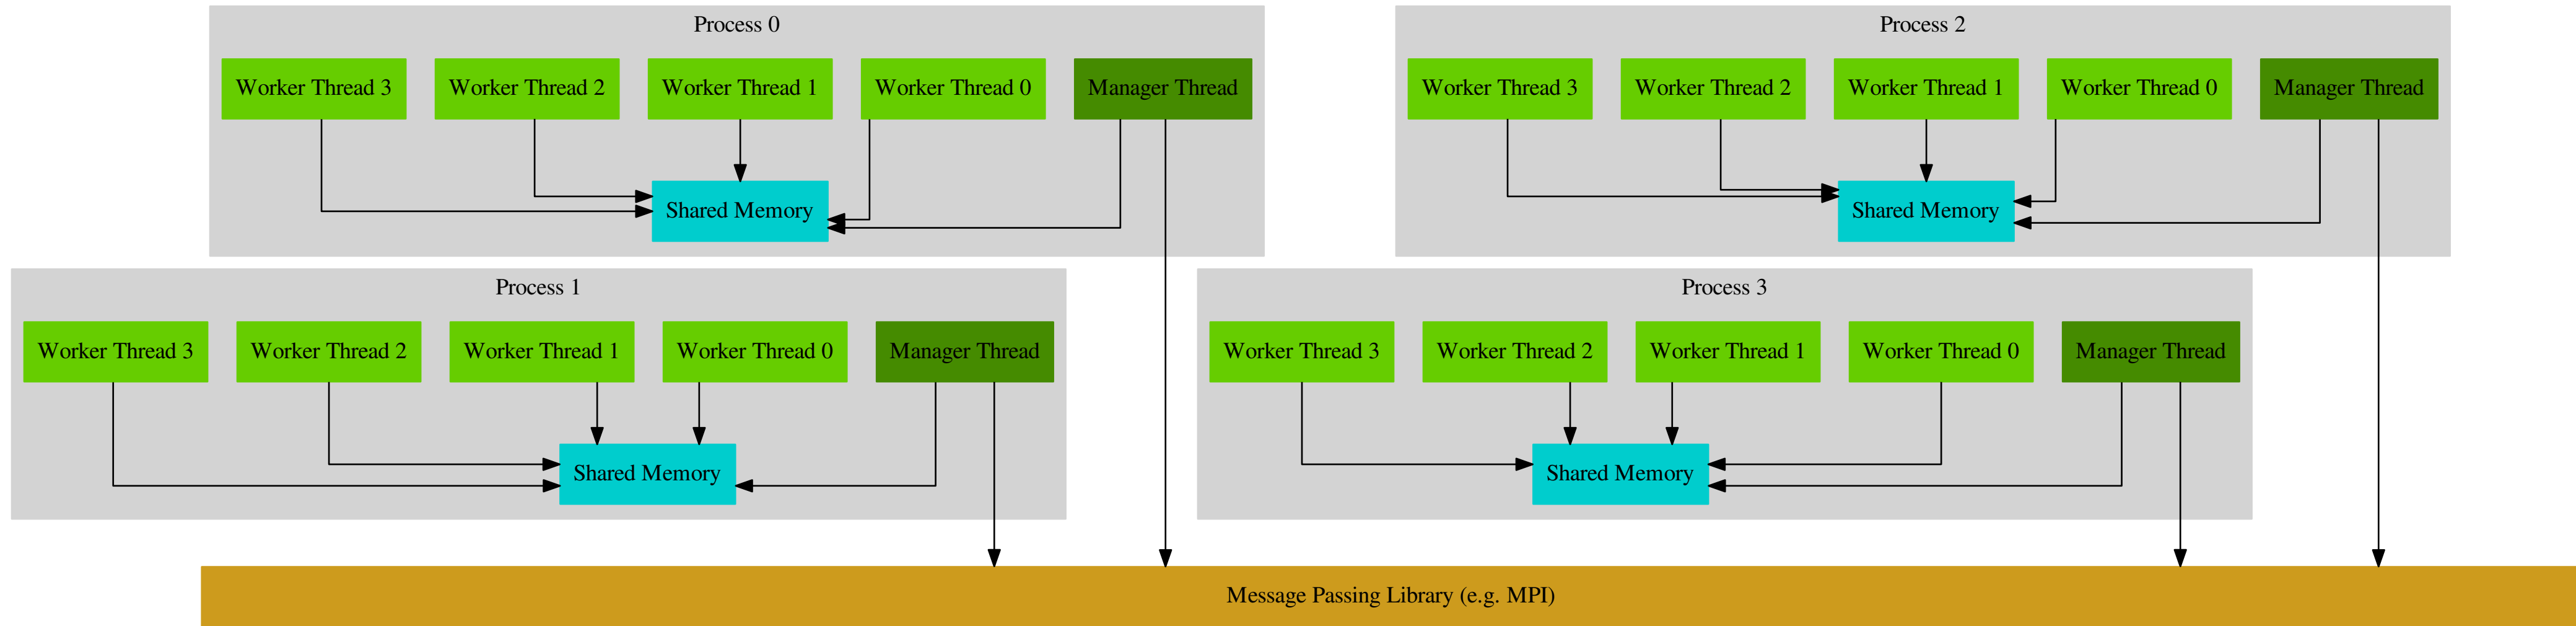 Process 0
Worker Thread 3
Worker Thread 2
Worker Thread 1
Worker Thread 0
Manager Thread
Shared Memory
Process 2
Worker Thread 3
Worker Thread 2
Worker Thread 1
Worker Thread 0
Manager Thread
Shared Memory
Process 1
Worker Thread 3
Worker Thread 2
Worker Thread 1
Worker Thread 0
Manager Thread
Shared Memory
Process 3
Worker Thread 3
Worker Thread 2
Worker Thread 1
Worker Thread 0
Manager Thread
Shared Memory
Message Passing Library (e.g. MPI)